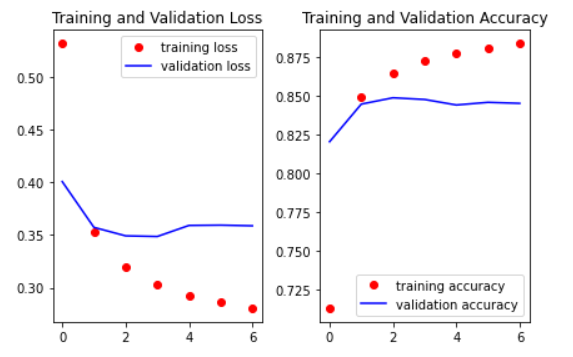 Training and Validation Loss
training loss
validation loss
0.50
0.45
0.40
0.35
0.30
0 2 4 6
Training and Validation Accuracy
0.875
0.850
0.825
0.800
0.775
0.750
0.725
training accuracy
validation accuracy
0 2 4 6